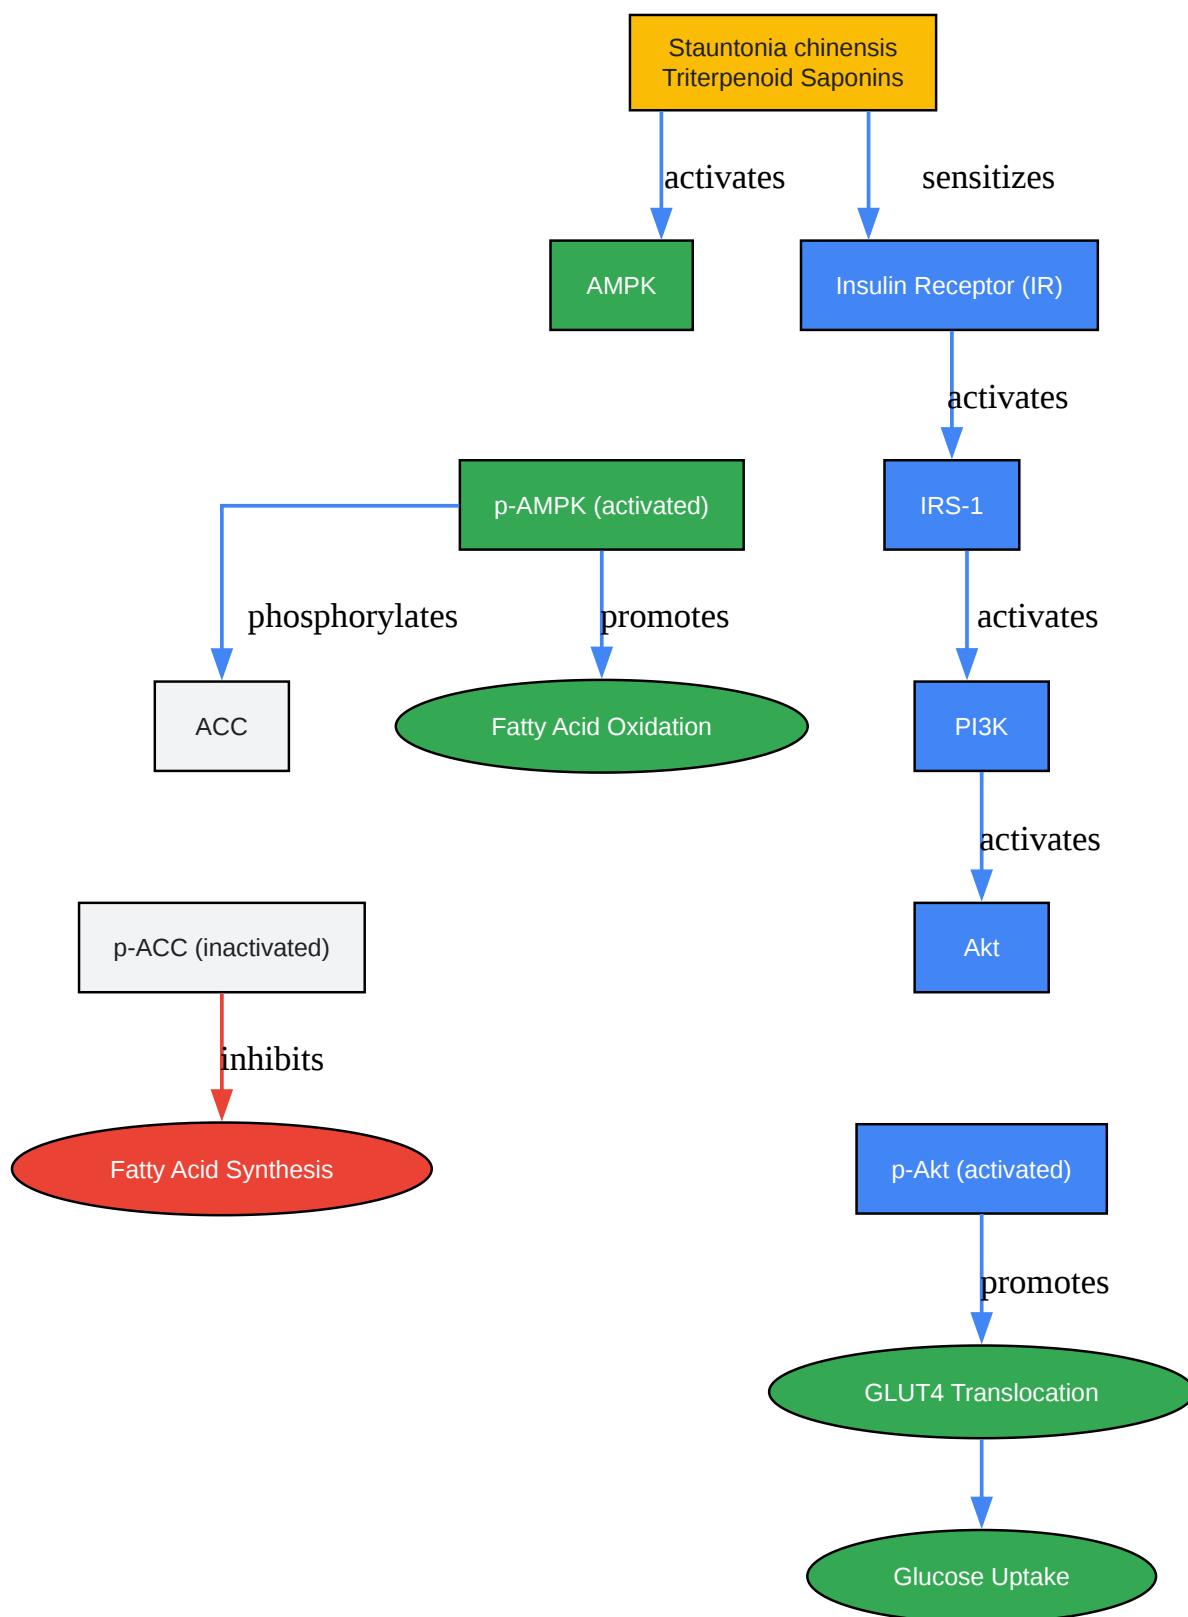 Stauntonia chinensis
Triterpenoid Saponins
activates
sensitizes
AMPK
Insulin Receptor (IR)
activates
p-AMPK (activated)
IRS-1
phosphorylates
promotes
activates
ACC
Fatty Acid Oxidation
PI3K
activates
p-ACC (inactivated)
Akt
inhibits
Fatty Acid Synthesis
p-Akt (activated)
promotes
GLUT4 Translocation
Glucose Uptake